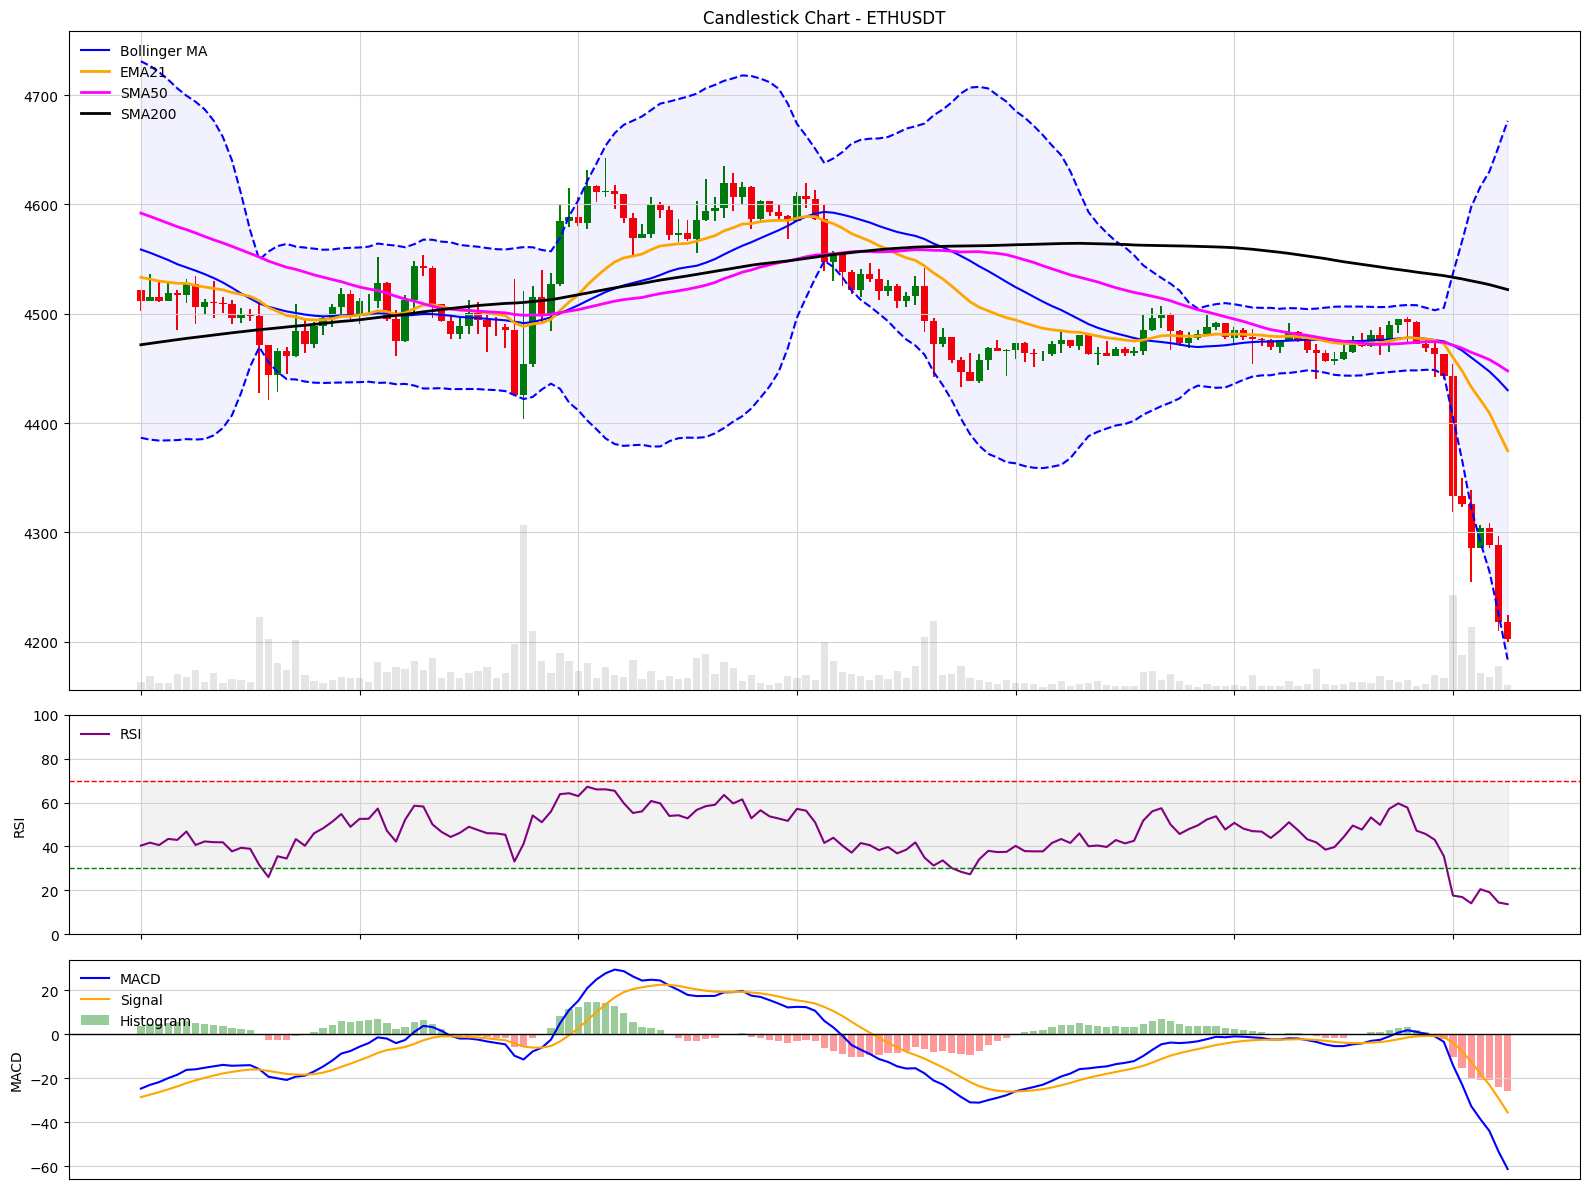 Candlestick Chart - ETHUSDT
Bollinger MA
EMA21
SMA50
SMA200
4700
4600
4500
4400
4300
4200
RSI
100
80
60
40
20
0
RSI
MACD
Signal
Histogram
20
0
−20
−40
−60
MACD